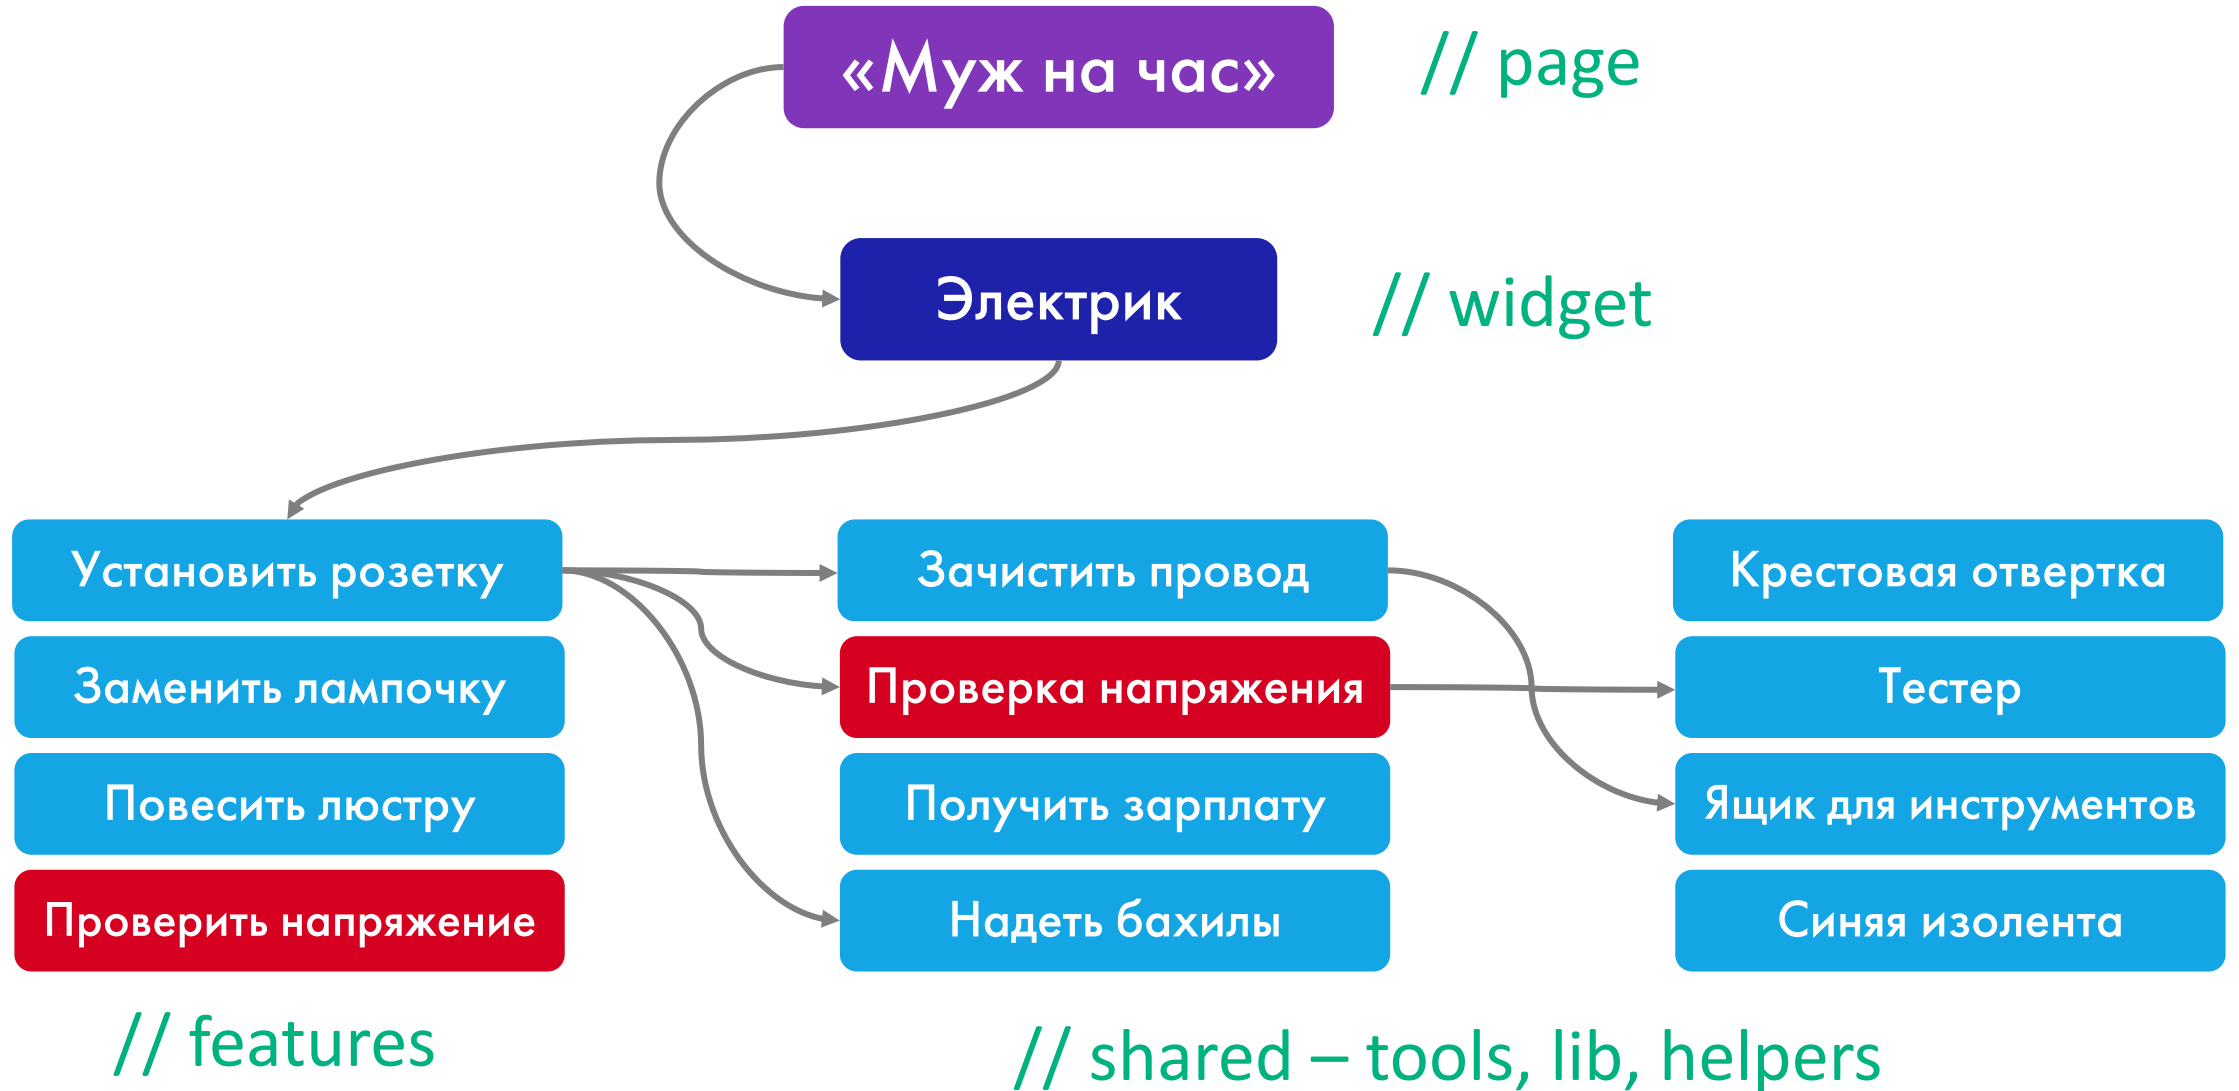 «Муж на час»
// page
Электрик
// widget
Установить розетку
Зачистить провод
Крестовая отвертка
Заменить лампочку
Проверка напряжения
Тестер
Повесить люстру
Получить зарплату
Ящик для инструментов
Проверить напряжение
Надеть бахилы
Синяя изолента
// features
// shared – tools, lib, helpers